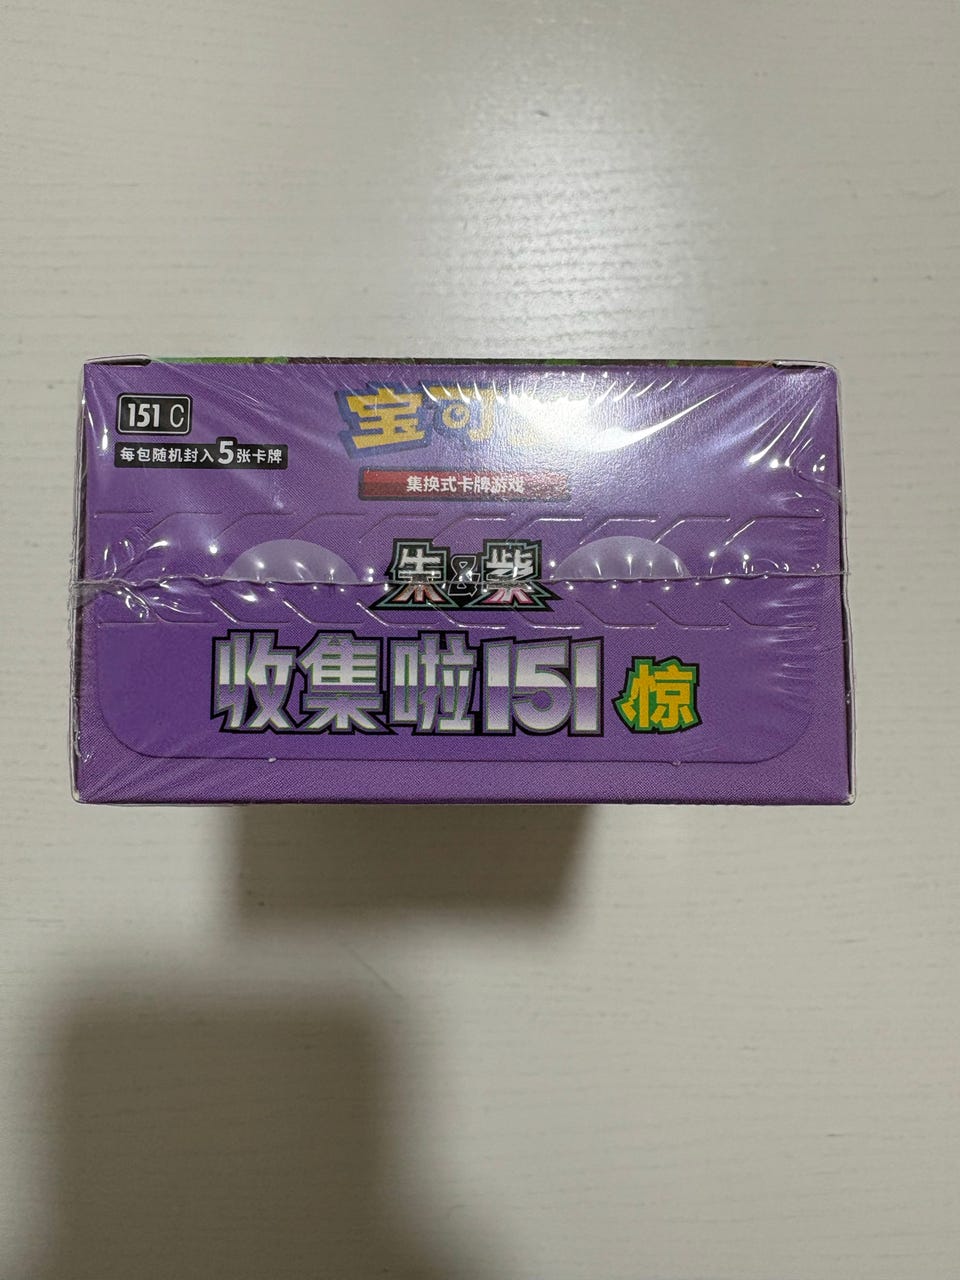 151 C
每包随机封入5张卡牌
宝可
集换式卡牌游戏
朱&紫
收集啦151 惊